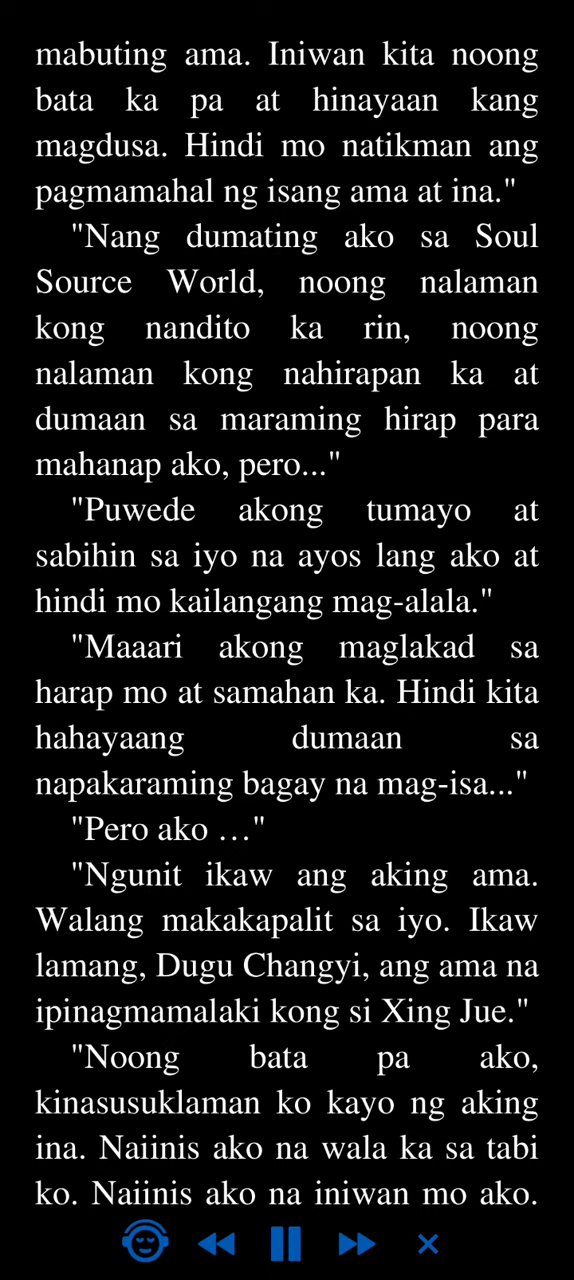 mabuting ama. Iniwan kita noong
bata ka pa at hinayaan kang
magdusa. Hindi mo natikman ang
pagmamahal ng isang ama at ina."
"Nang dumating ako sa Soul
Source World, noong nalaman
kong nandito ka rin, noong
nalaman kong nahirapan ka at
dumaan sa maraming hirap para
mahanap ako, pero..."
"Puwede akong tumayo at
sabihin sa iyo na ayos lang ako at
hindi mo kailangang mag-alala."
"Maaari akong maglakad sa
harap mo at samahan ka. Hindi kita
hahayaang dumaan sa
napakaraming bagay na mag-isa..."
"Pero ako …"
"Ngunit ikaw ang aking ama.
Walang makakapalit sa iyo. Ikaw
lamang, Dugu Changyi, ang ama na
ipinagmamalaki kong si Xing Jue."
"Noong bata pa ako,
kinasusuklaman ko kayo ng aking
ina. Naiinis ako na wala ka sa tabi
ko. Naiinis ako na iniwan mo ako.